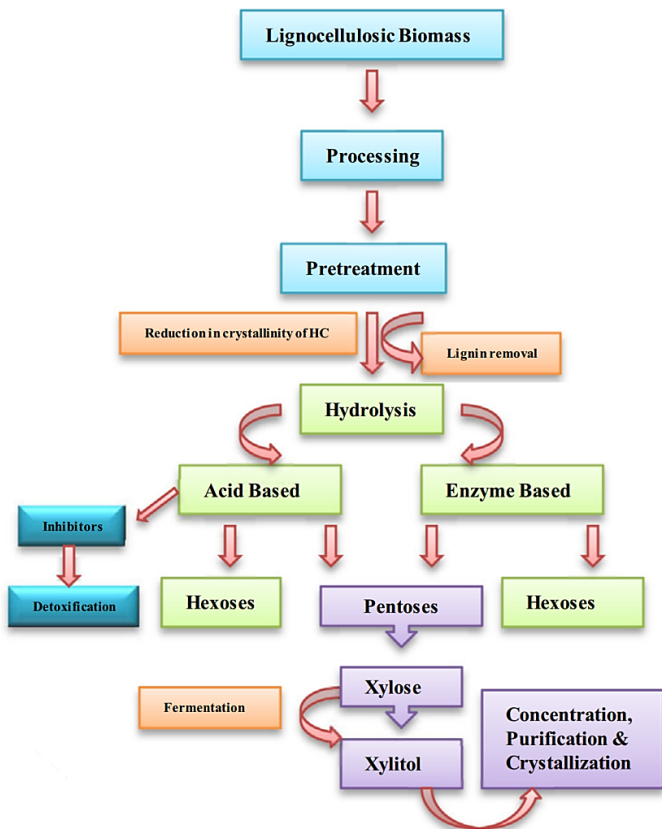 Lignocellulosic Biomass
Processing
Pretreatment
Reduction in crystallinity of HC
Lignin removal
Hydrolysis
Acid Based
Enzyme Based
Inhibitors
Detoxification
Hexoses
Pentoses
Hexoses
Xylose
Fermentation
Xylitol
Concentration,
Purification &
Crystallization